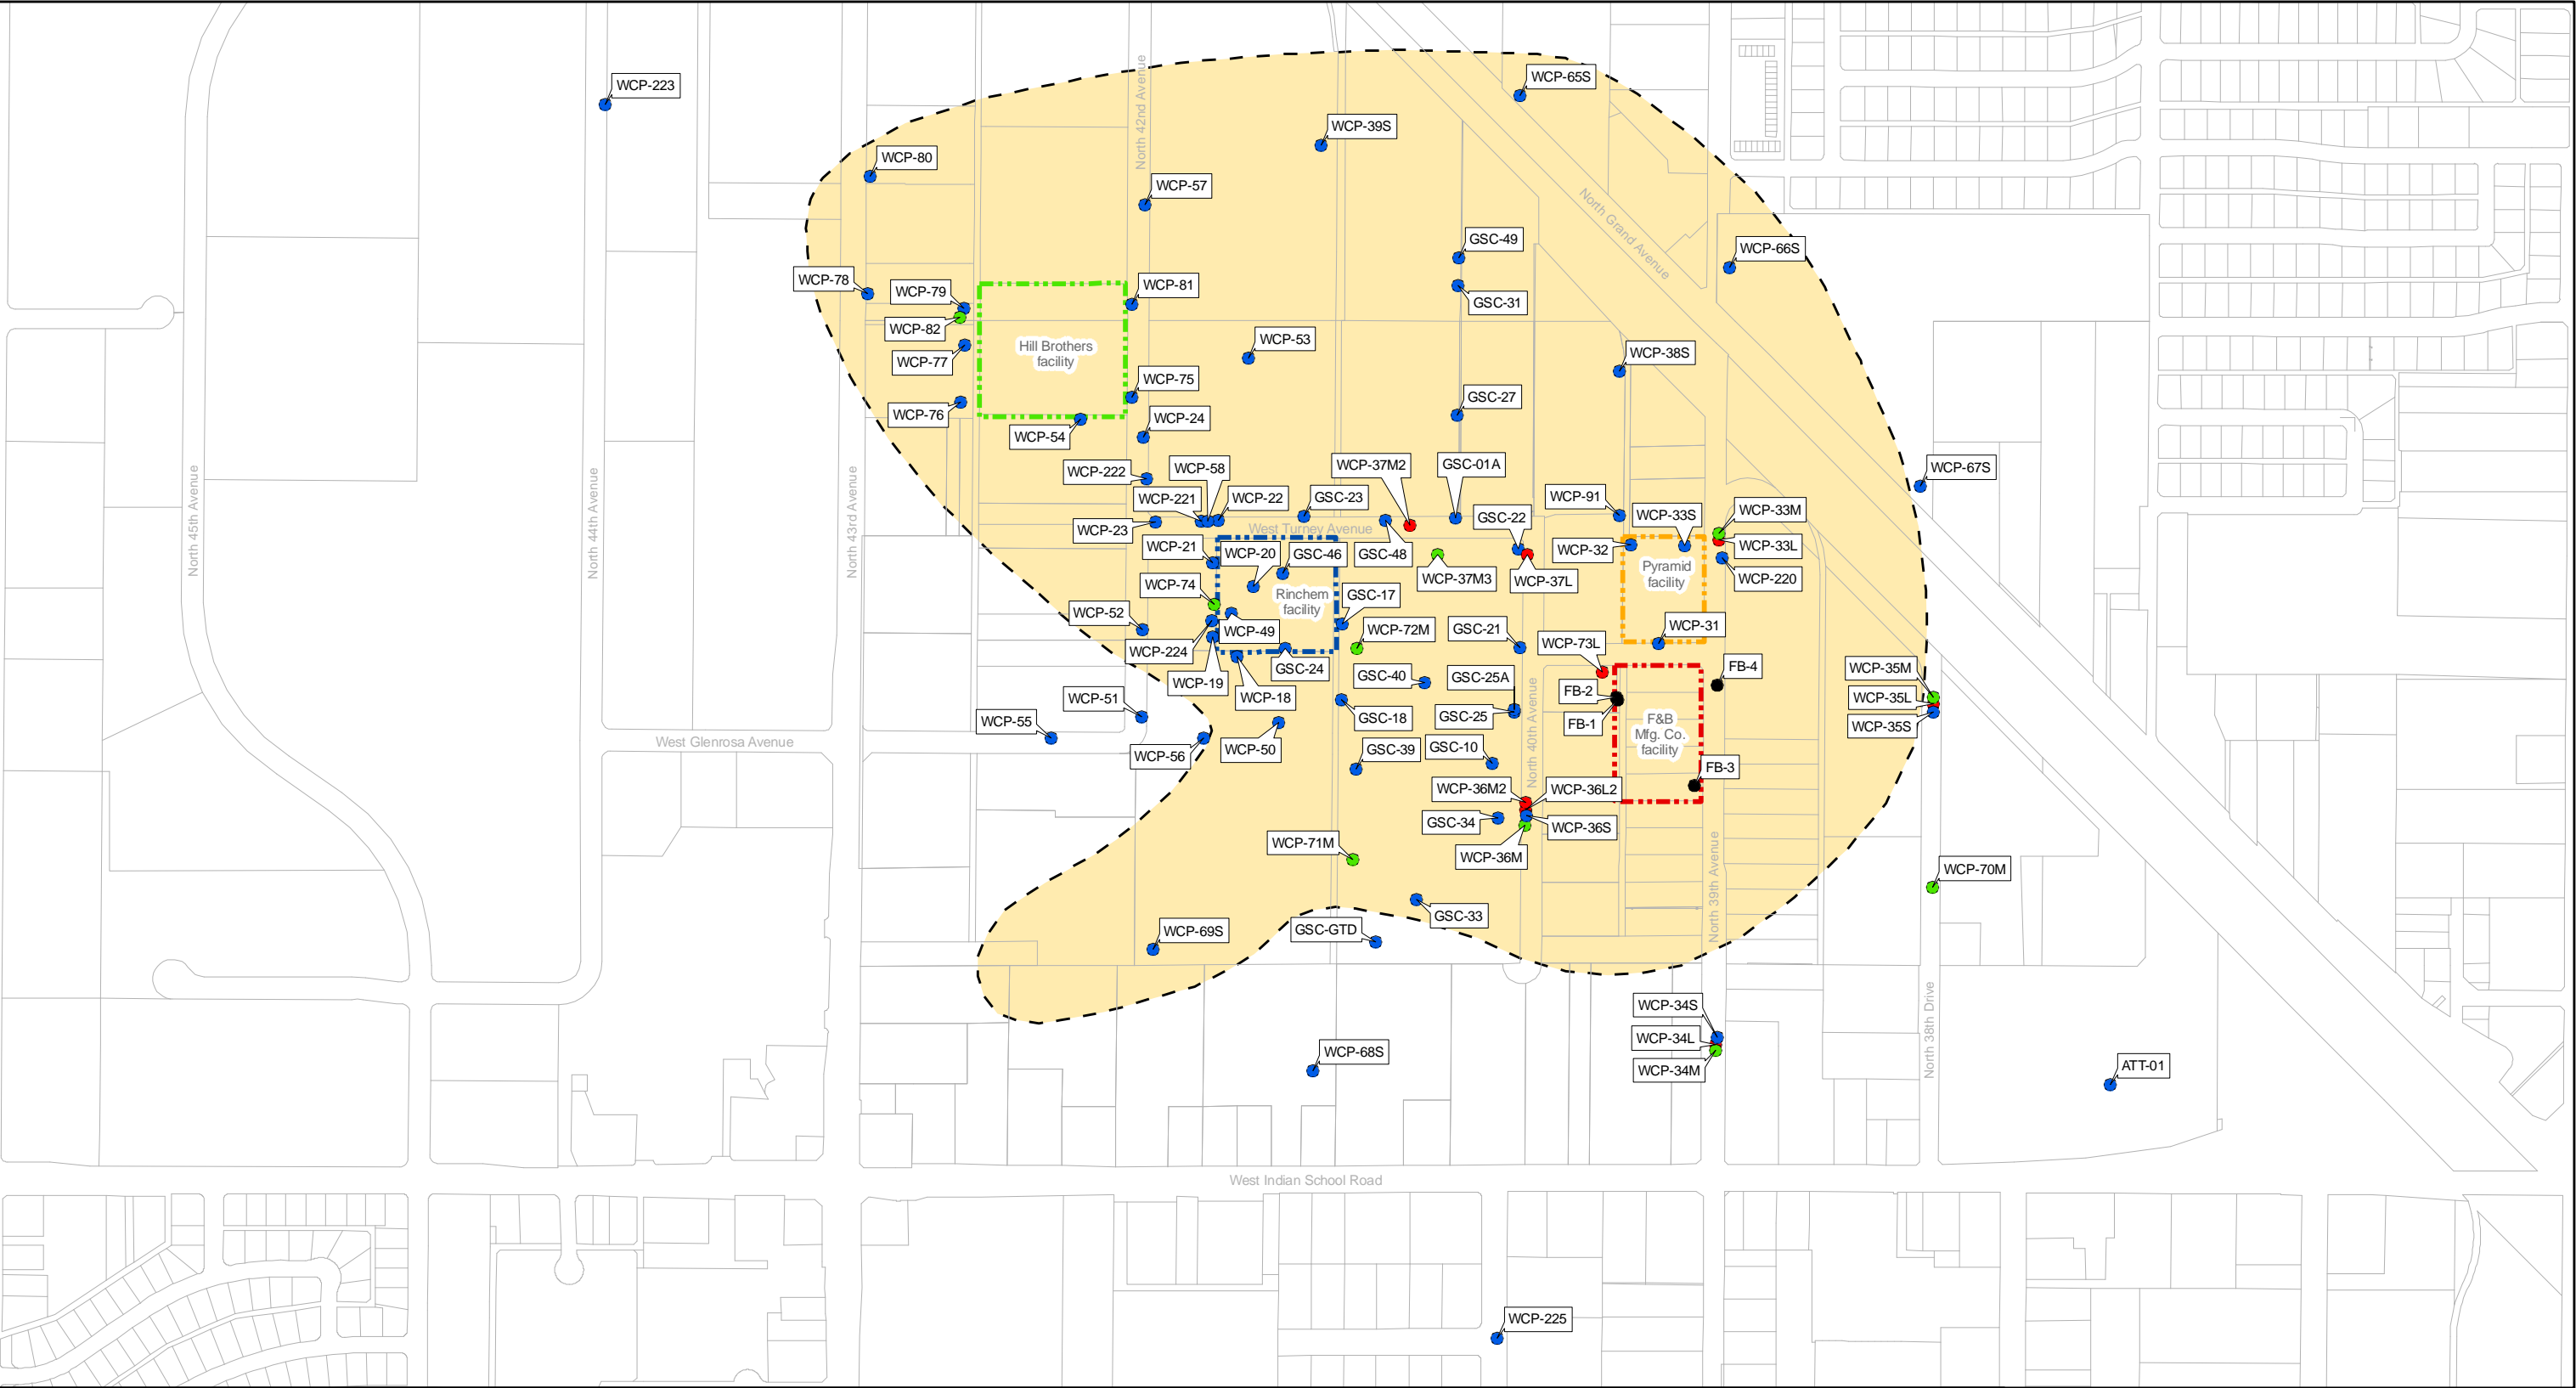 WCP-223
WCP-65S
WCP-39S
WCP-80
WCP-57
North 42nd Avenue
North Grand Avenue
GSC-49
WCP-66S
WCP-78
WCP-79
WCP-81
GSC-31
WCP-82
Hill Brothers
facility
WCP-77
WCP-53
WCP-38S
WCP-75
WCP-76
GSC-27
WCP-24
WCP-54
WCP-222
WCP-58
WCP-37M2
GSC-01A
WCP-67S
WCP-221
WCP-22
GSC-23
WCP-91
WCP-33M
WCP-23
West Turney Avenue
GSC-22
WCP-33S
North 45th Avenue
North 44th Avenue
North 43rd Avenue
WCP-21
WCP-20
GSC-46
GSC-48
WCP-32
WCP-33L
WCP-74
WCP-37M3
WCP-37L
Pyramid
facility
WCP-220
Rinchem
facility
GSC-17
WCP-52
WCP-49
WCP-72M
GSC-21
WCP-31
WCP-224
WCP-73L
GSC-24
WCP-19
WCP-18
GSC-40
GSC-25A
FB-4
WCP-35M
FB-2
WCP-51
WCP-35L
GSC-18
GSC-25
FB-1
F&B
Mfg. Co.
facility
WCP-55
WCP-35S
West Glenrosa Avenue
WCP-56
WCP-50
GSC-39
GSC-10
North 40th Avenue
FB-3
WCP-36M2
WCP-36L2
GSC-34
WCP-36S
WCP-71M
WCP-36M
WCP-70M
North 39th Avenue
GSC-33
WCP-69S
GSC-GTD
WCP-34S
WCP-34L
WCP-34M
North 38th Drive
WCP-68S
ATT-01
West Indian School Road
WCP-225